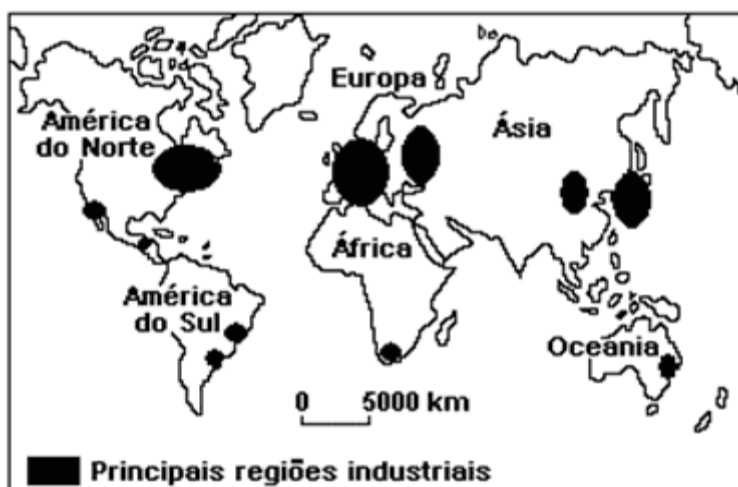 Europa
América
do Norte
Ásia
África
América
do Sul
Oceania
0 5000 km
Principais regiões industriais